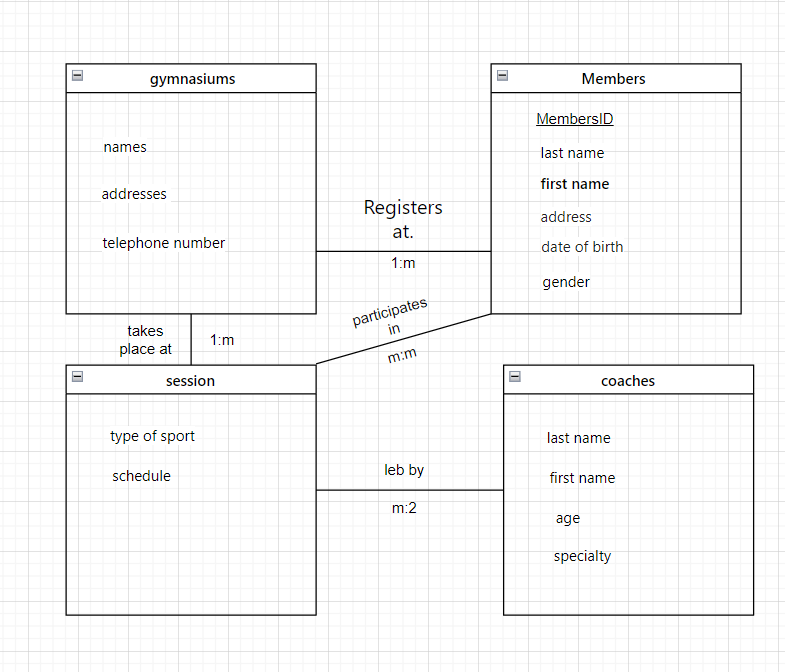 gymnasiums
names
addresses
telephone number
Members
MembersID
last name
first name
address
date of birth
gender
Registers
at.
1:m
participates
in
m:m
takes
place at
1:m
session
type of sport
schedule
leb by
m:2
coaches
last name
first name
age
specialty